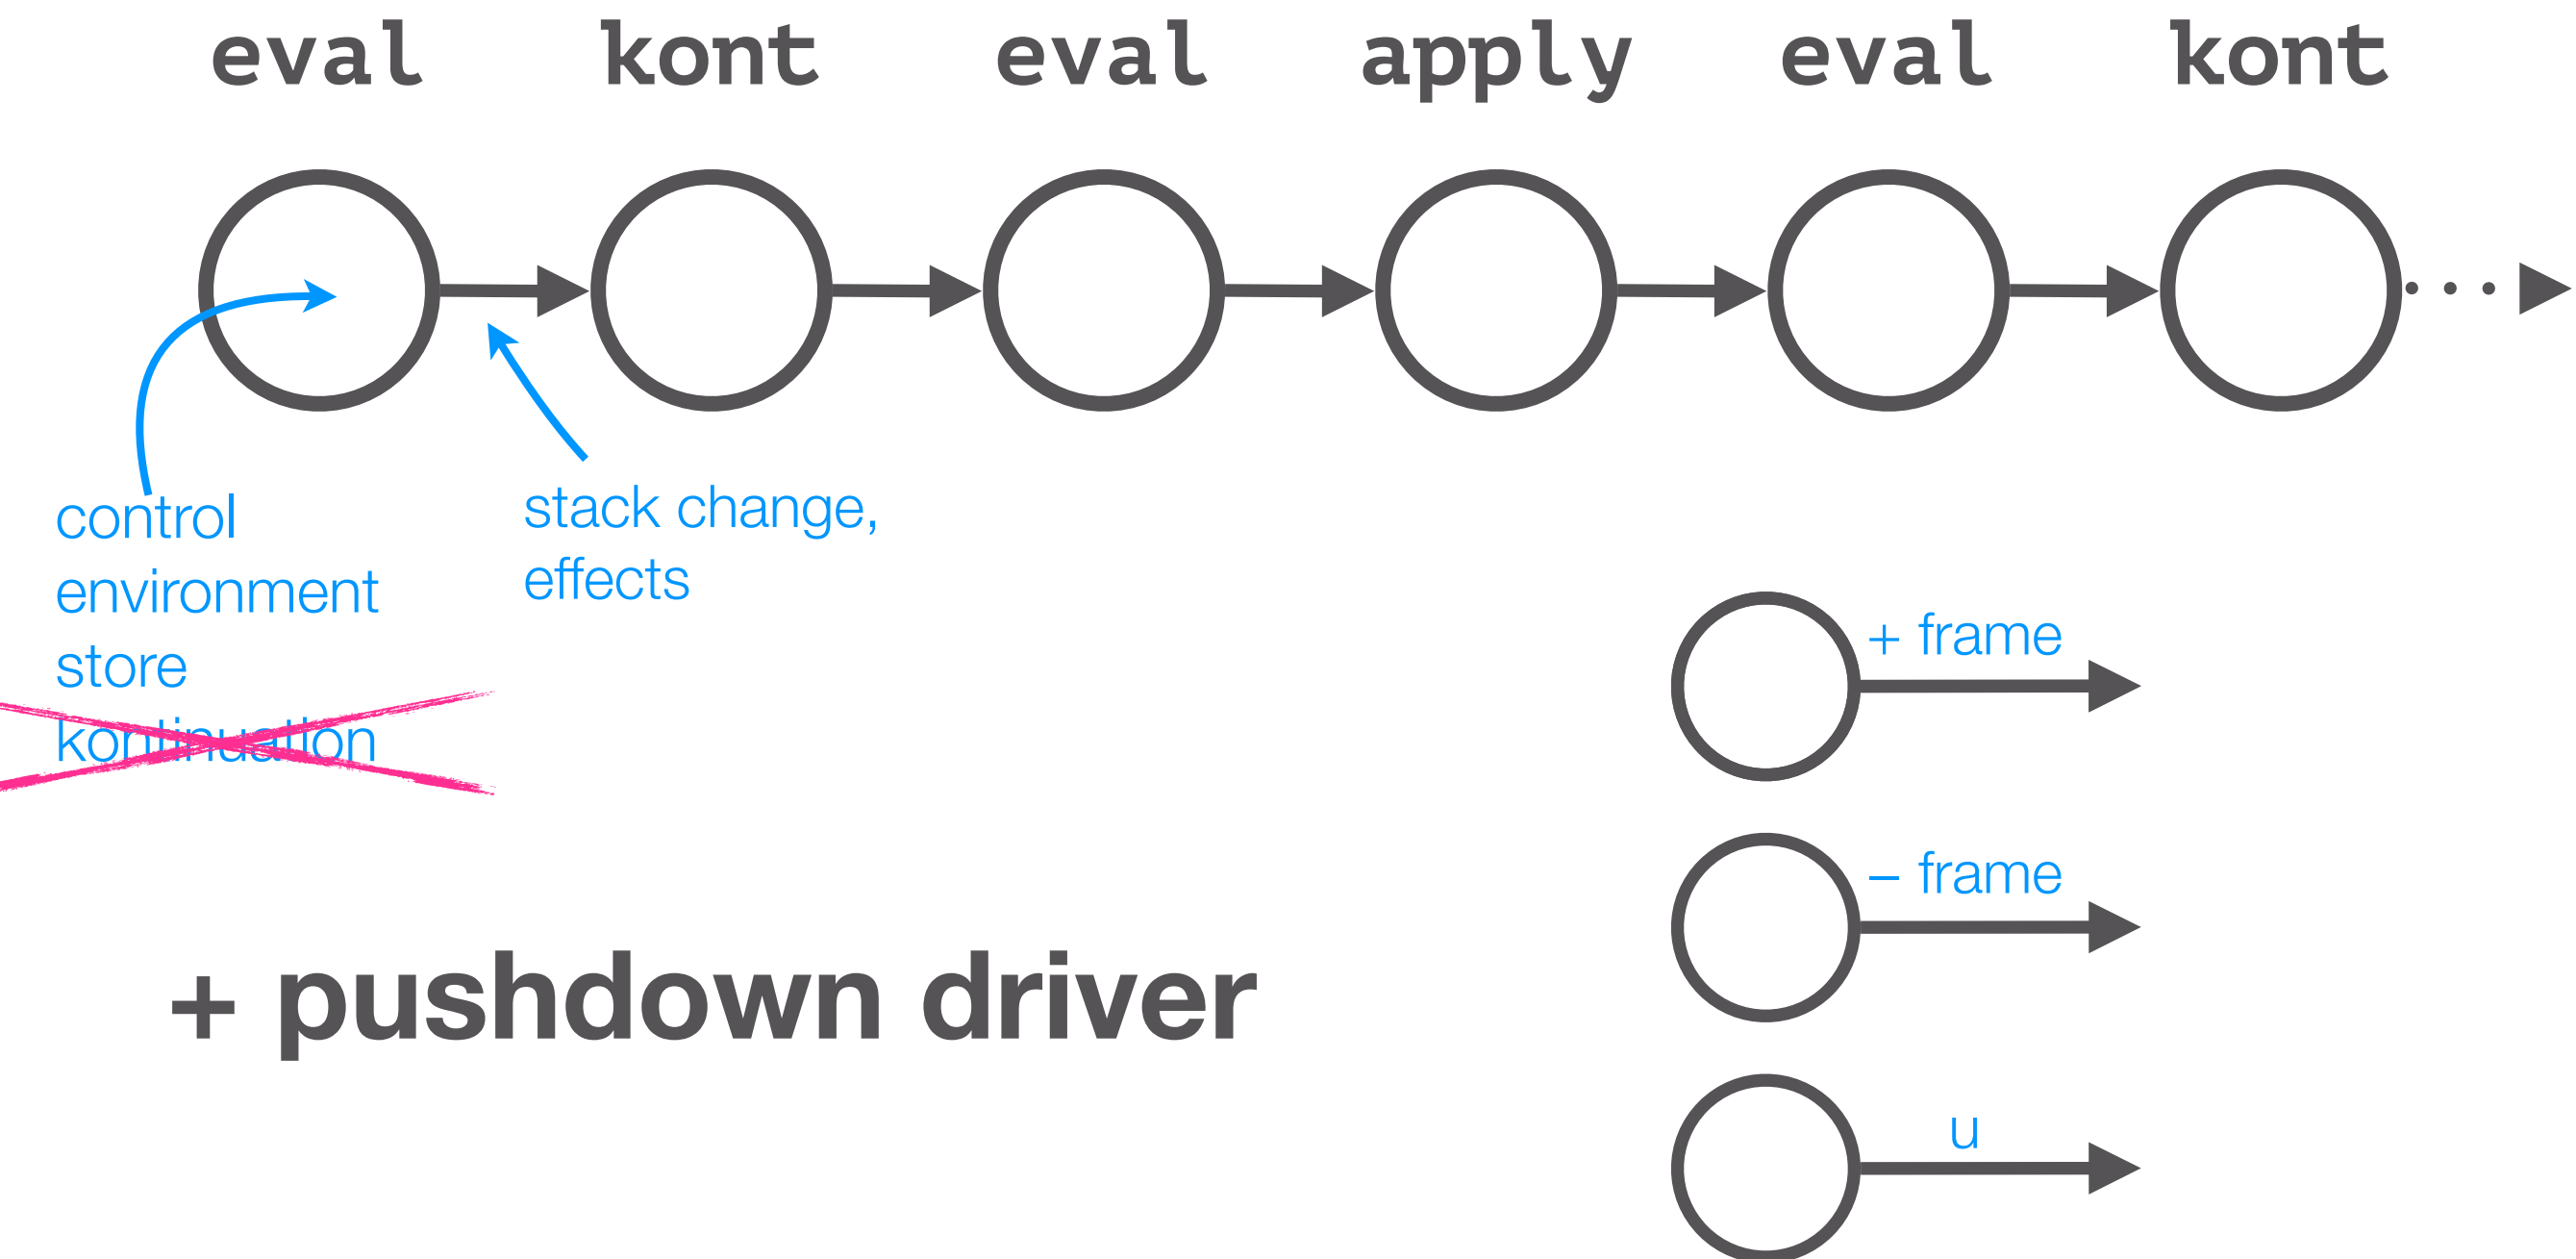 eval kont eval apply eval kont
control
environment
store
kontinuation
stack change,
effects
+ frame
– frame
u
+ pushdown driver